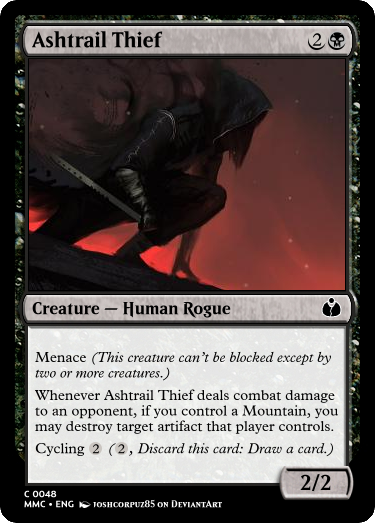 Ashtrail Thief 2
Creature — Human Rogue
Menace (This creature can't be blocked except by
two or more creatures.)
Whenever Ashtrail Thief deals combat damage
to an opponent, if you control a Mountain, you
may destroy target artifact that player controls.
Cycling 2 ( 2 , Discard this card: Draw a card.)
2/2
C 0048
MMC • ENG JOSHCORPUZ85 ON DEVIANTART